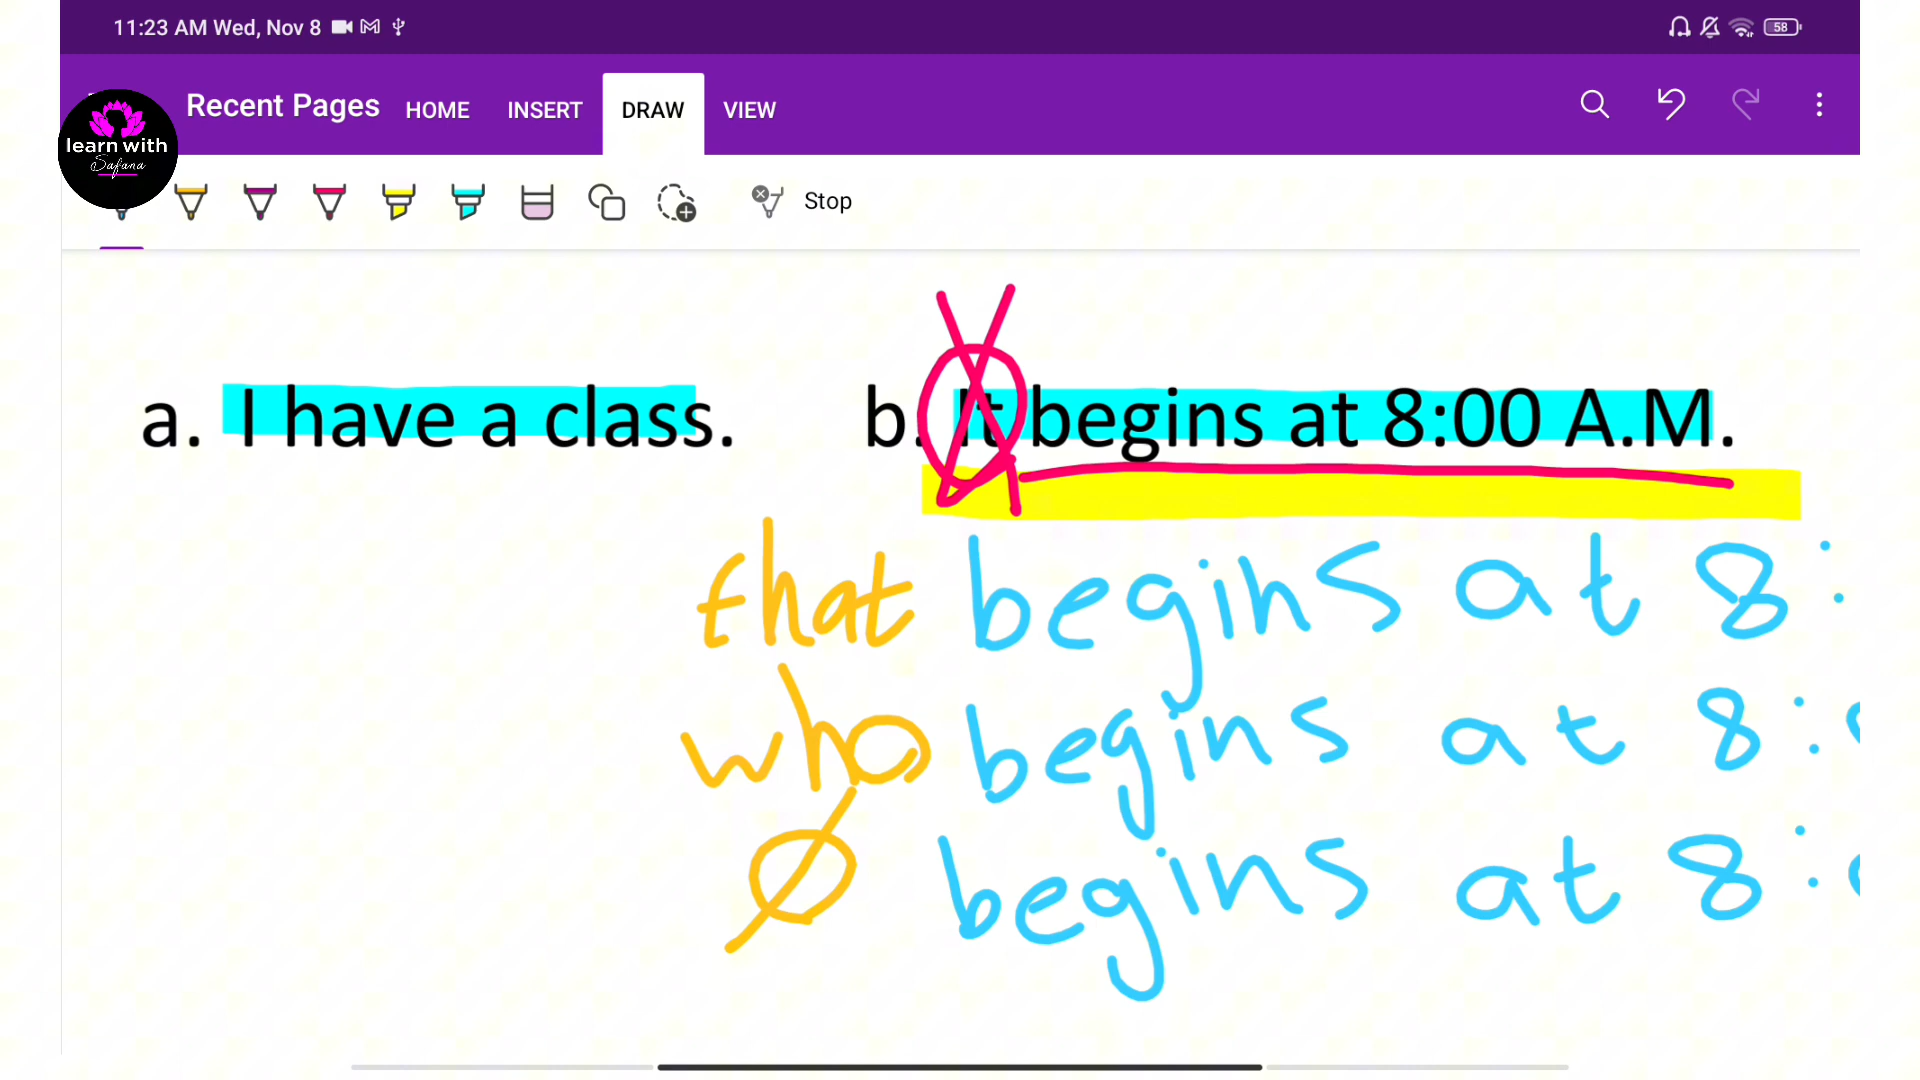 11:23 AM Wed, Nov 8
58
learn with
Safana
Recent Pages HOME INSERT DRAW VIEW
Stop
a. I have a class. b. It begins at 8:00 A.M.
that begins at 8:
who begins at 8:
Ø begins at 8: